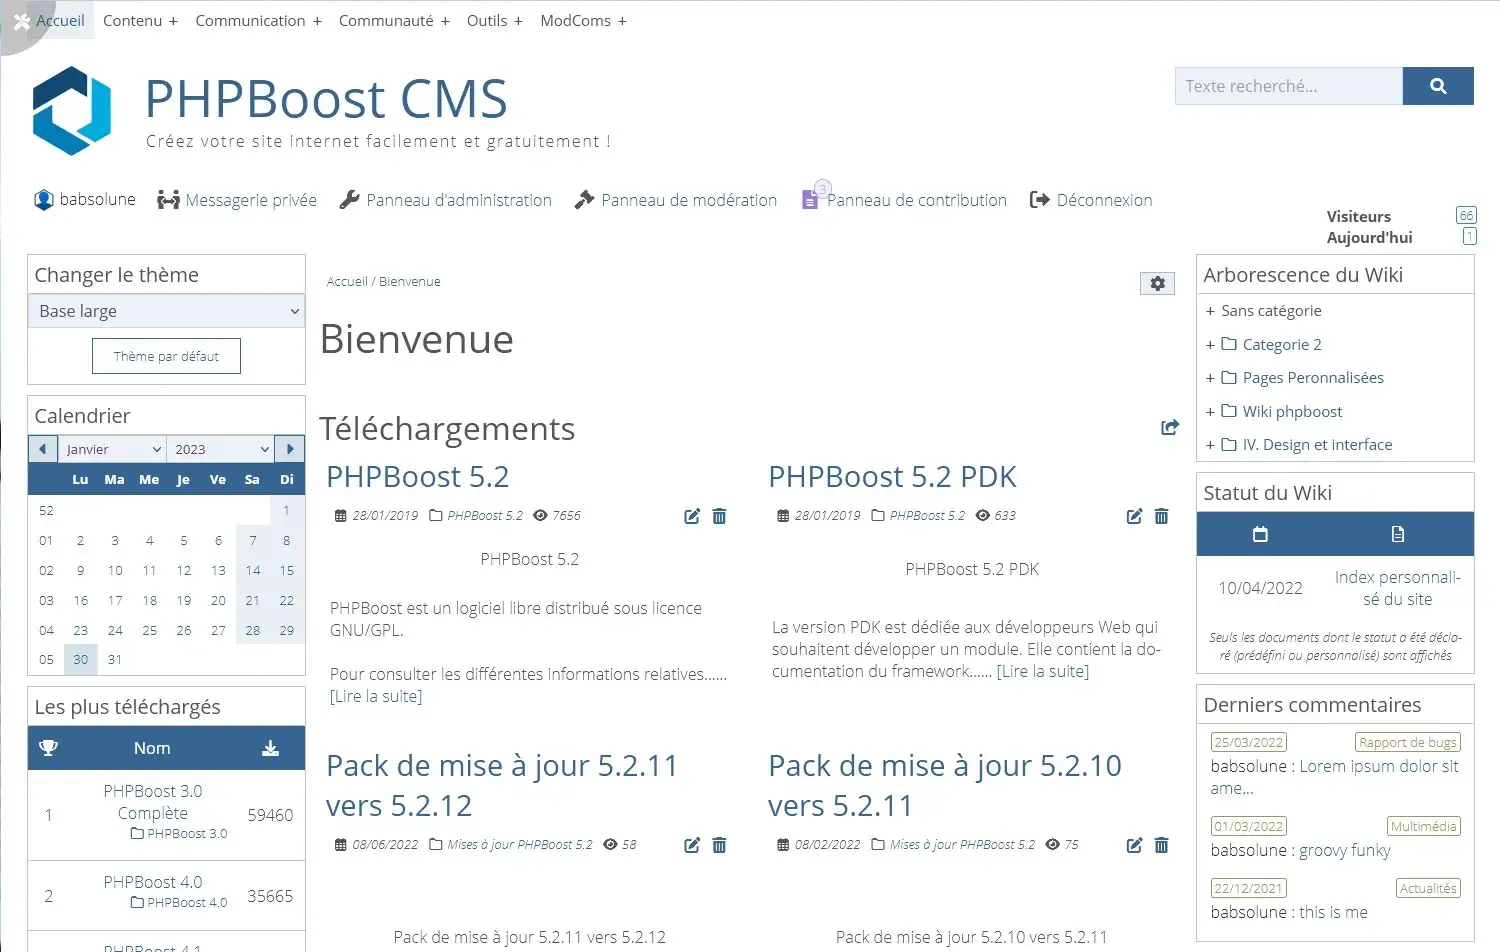 Accueil Contenu + Communication + Communauté + Outils + ModComs +
PHPBoost CMS
Créez votre site internet facilement et gratuitement !
Texte recherché...
babsolune Messagerie privée Panneau d'administration Panneau de modération 3 Panneau de contribution Déconnexion
Visiteurs 66
Aujourd'hui 1
Changer le thème
Base large
Thème par défaut
Calendrier
Janvier 2023
Lu Ma Me Je Ve Sa Di
52 1
01 2 3 4 5 6 7 8
02 9 10 11 12 13 14 15
03 16 17 18 19 20 21 22
04 23 24 25 26 27 28 29
05 30 31
Les plus téléchargés
Nom
1 PHPBoost 3.0 59460
Complète
PHPBoost 3.0
2 PHPBoost 4.0 35665
PHPBoost 4.0
PHPBoost 4.1
Accueil / Bienvenue
Bienvenue
Téléchargements
PHPBoost 5.2
28/01/2019 PHPBoost 5.2 7656
PHPBoost 5.2
PHPBoost est un logiciel libre distribué sous licence
GNU/GPL.
Pour consulter les différentes informations relatives......
[Lire la suite]
PHPBoost 5.2 PDK
28/01/2019 PHPBoost 5.2 633
PHPBoost 5.2 PDK
La version PDK est dédiée aux développeurs Web qui
souhaitent développer un module. Elle contient la do-
cumentation du framework...... [Lire la suite]
Pack de mise à jour 5.2.11
vers 5.2.12
08/06/2022 Mises à jour PHPBoost 5.2 58
Pack de mise à jour 5.2.11 vers 5.2.12
Pack de mise à jour 5.2.10
vers 5.2.11
08/02/2022 Mises à jour PHPBoost 5.2 75
Pack de mise à jour 5.2.10 vers 5.2.11
Arborescence du Wiki
+ Sans catégorie
+ Categorie 2
+ Pages Peronnalisées
+ Wiki phpboost
+ IV. Design et interface
Statut du Wiki
10/04/2022 Index personnali-
sé du site
Seuls les documents dont le statut a été décla-
ré (prédéfini ou personnalisé) sont affichés
Derniers commentaires
25/03/2022 Rapport de bugs
babsolune : Lorem ipsum dolor sit
ame...
01/03/2022 Multimédia
babsolune : groovy funky
22/12/2021 Actualités
babsolune : this is me